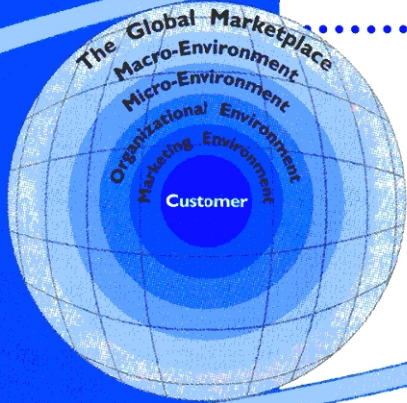 The Global Marketplace
Macro-Environment
Micro-Environment
Organizational Environment
Marketing Environment
Customer